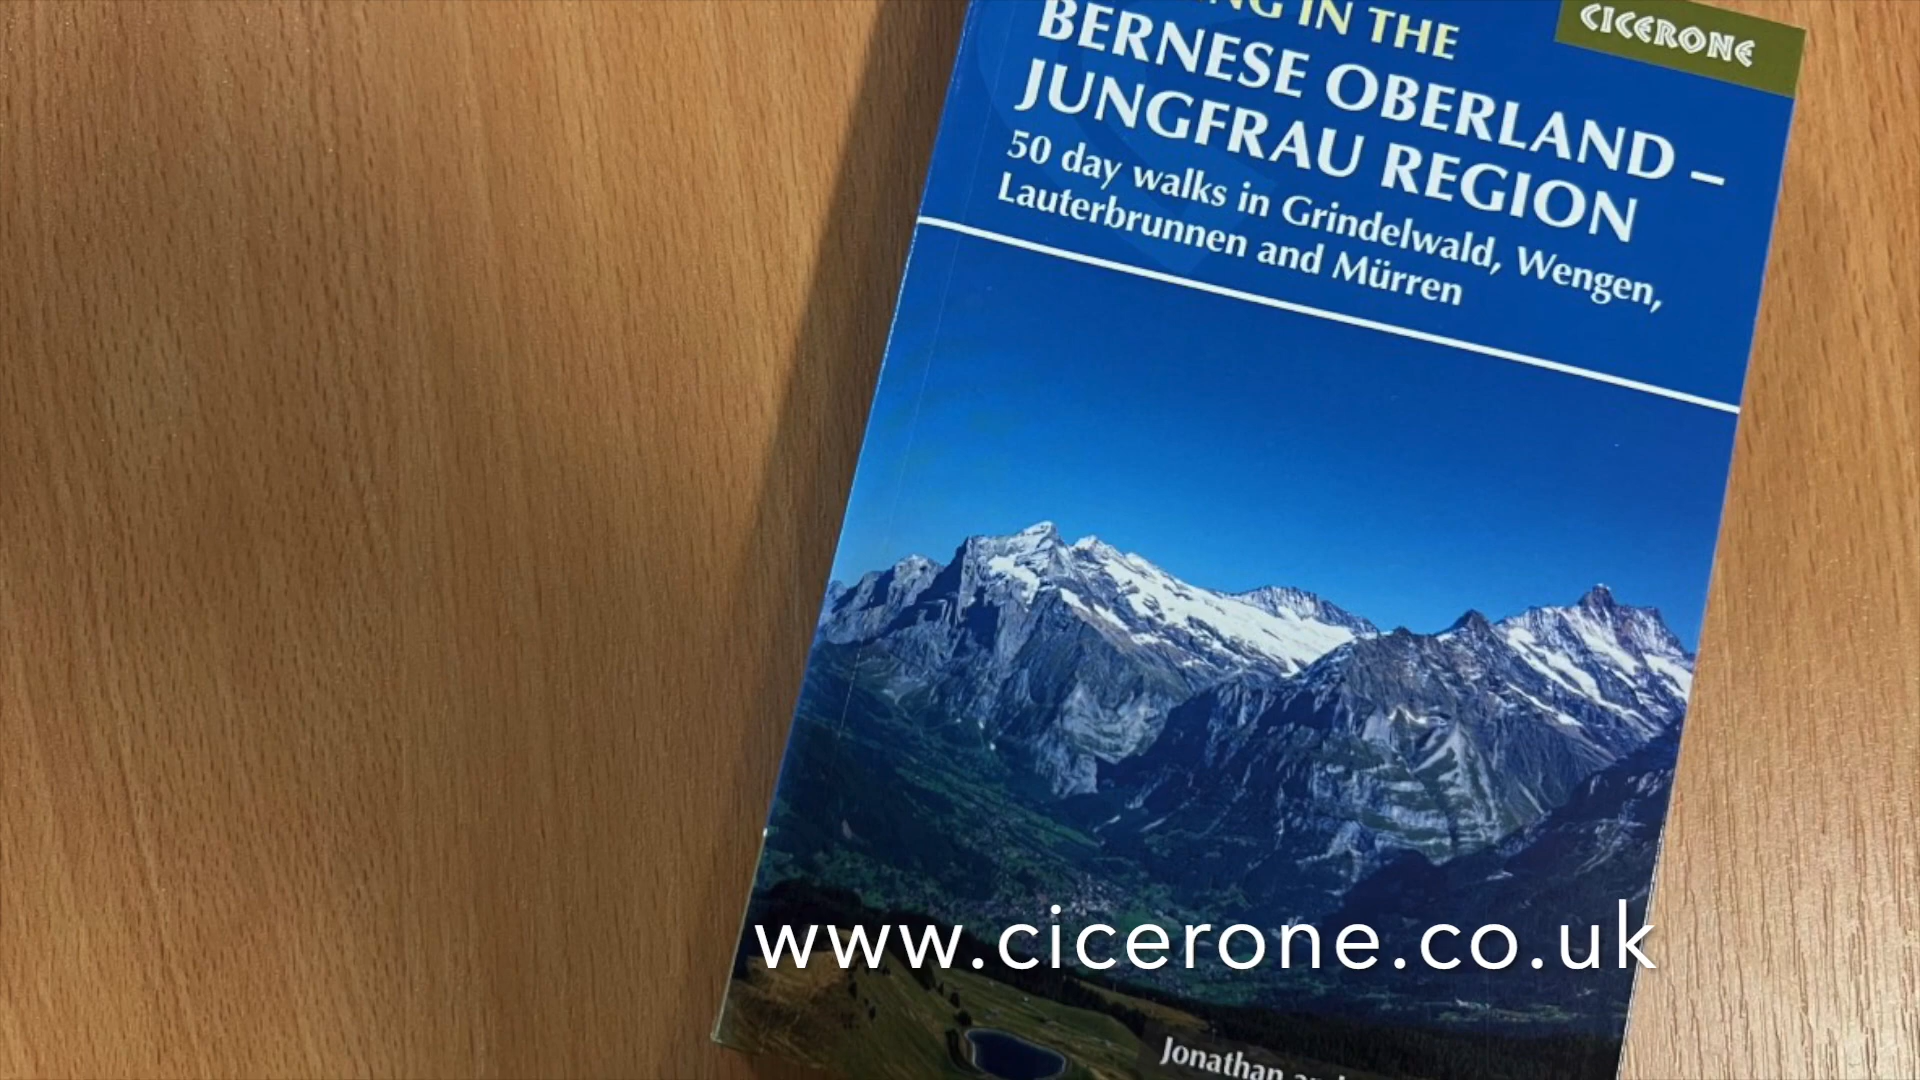 IN THE
CICERONE
BERNESE OBERLAND –
JUNGFRAU REGION
50 day walks in Grindelwald, Wengen,
Lauterbrunnen and Mürren
www.cicerone.co.uk
Jonathan